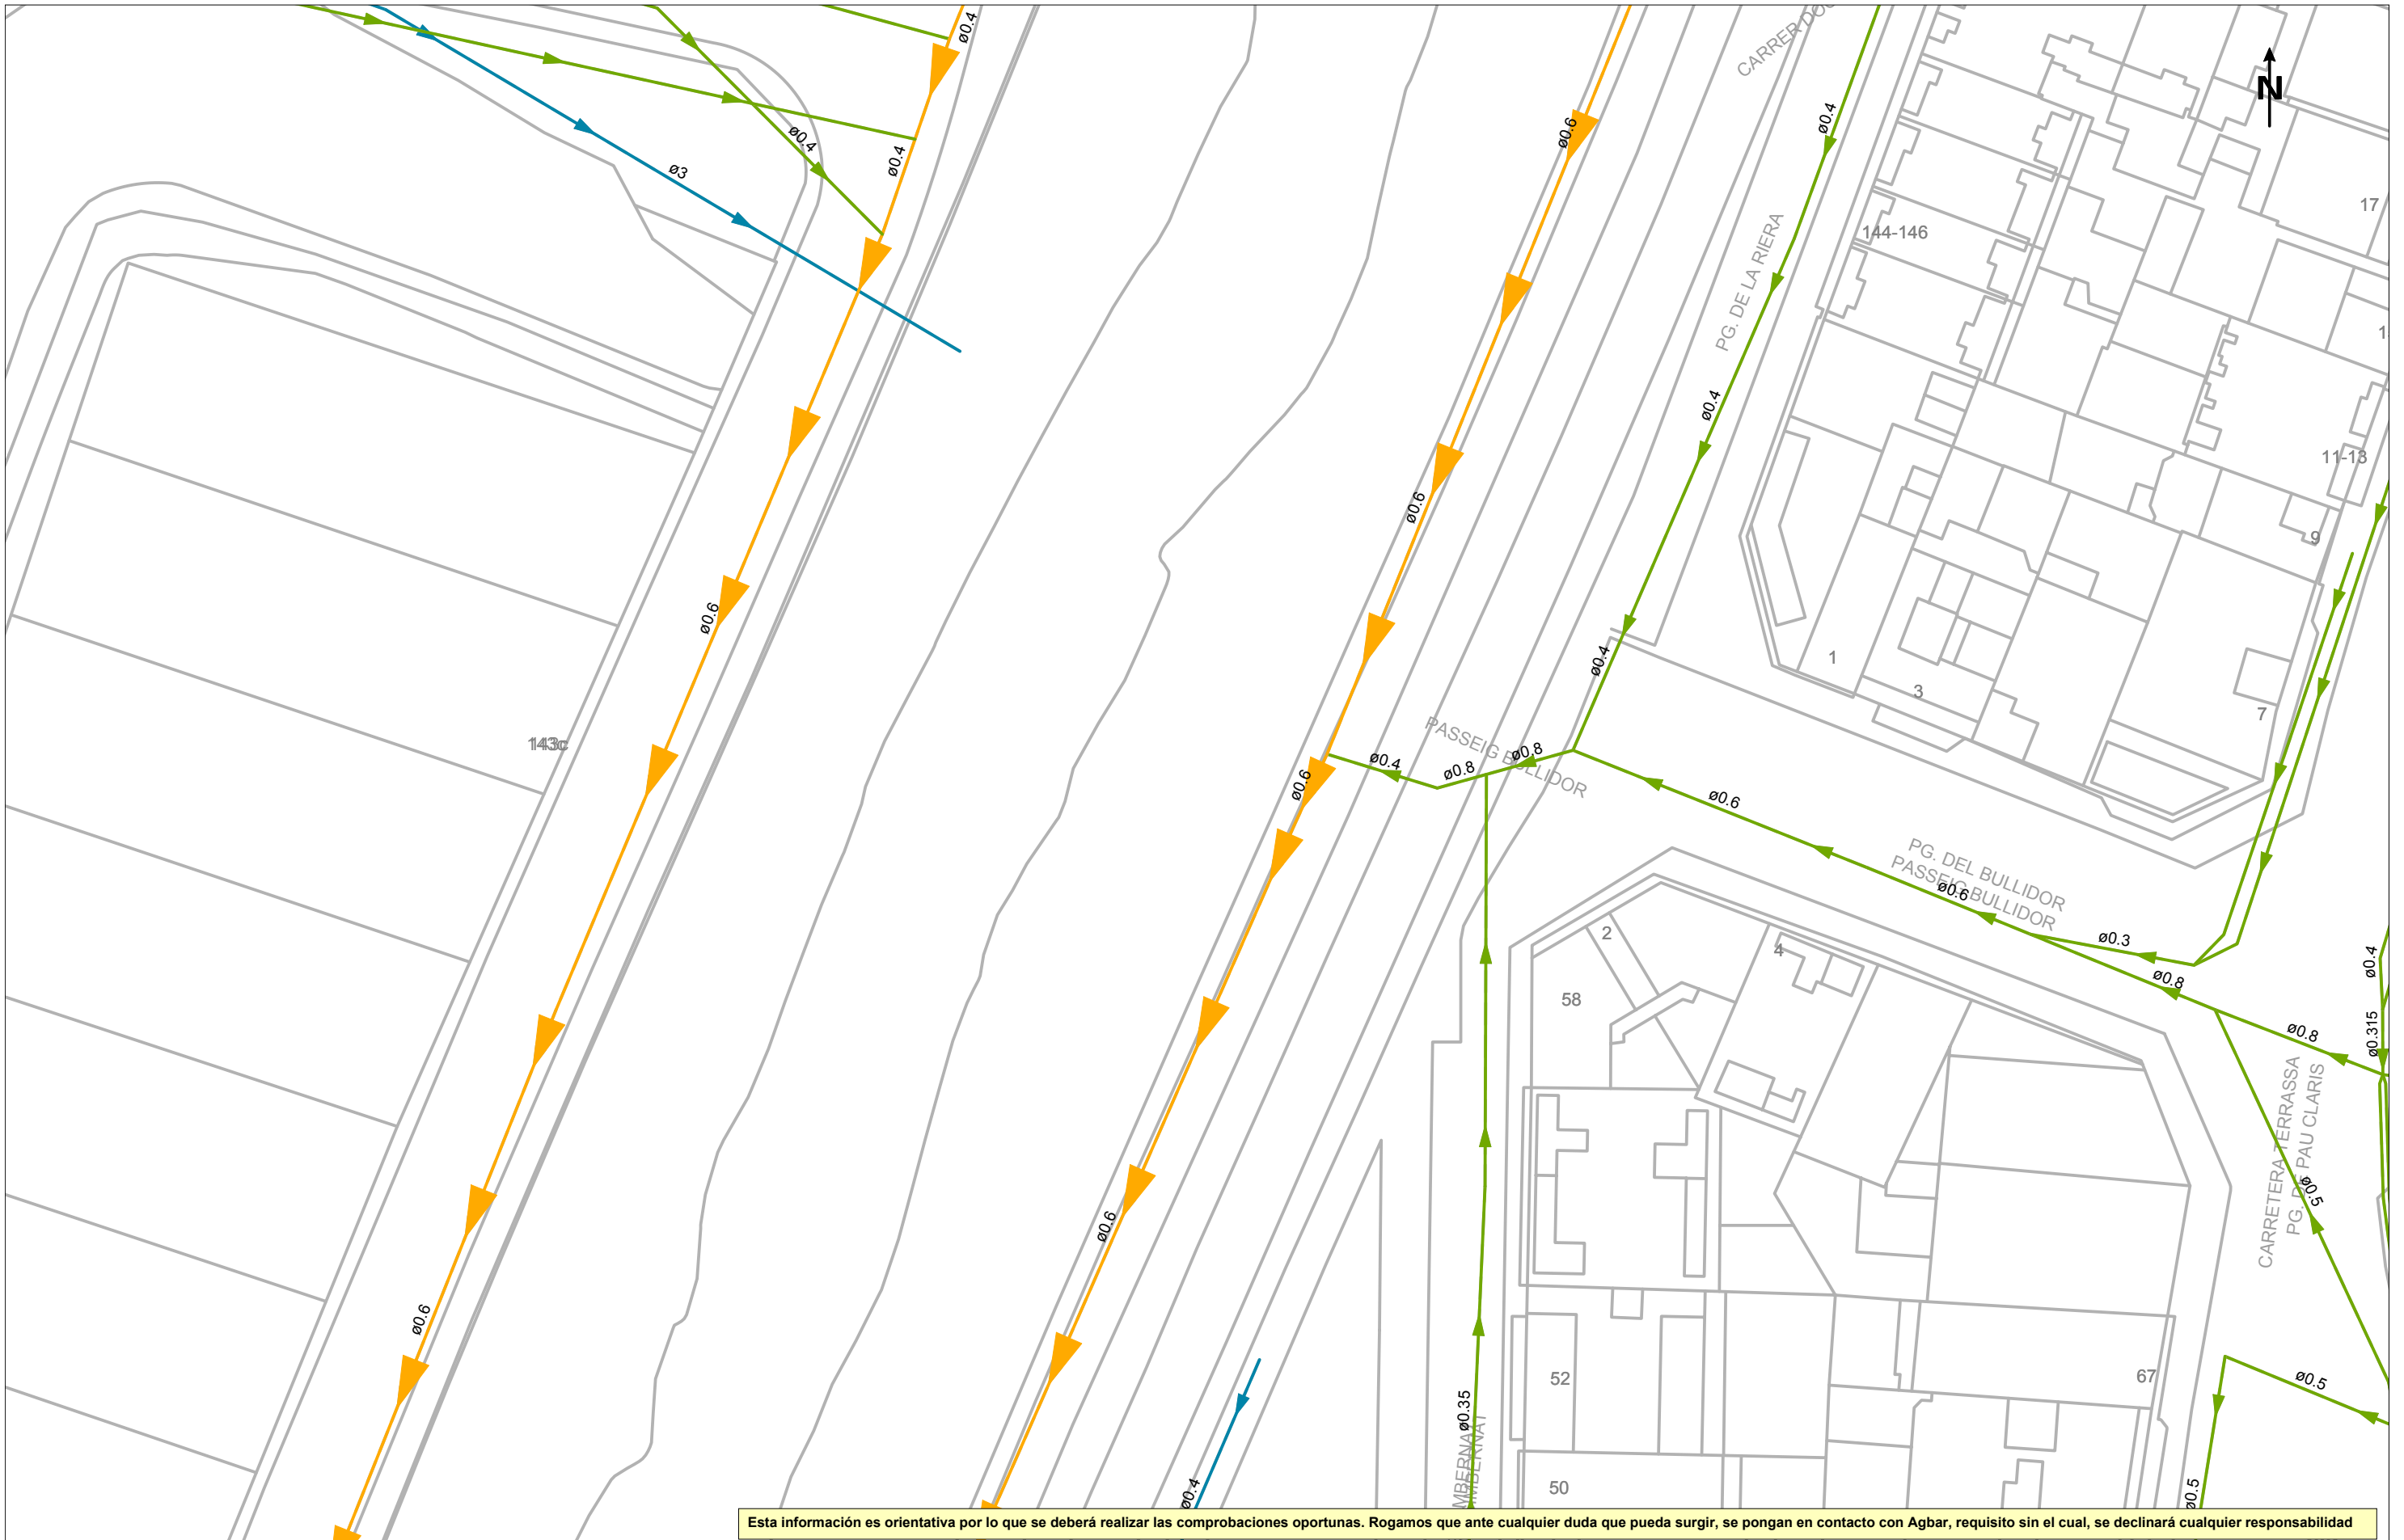 ø0.4
CARRER DOC
N
ø0.4
ø0.4
ø0.6
ø0.4
ø3
17
144-146
PG. DE LA RIERA
1
ø0.4
11-13
ø0.6
9
ø0.6
ø0.4
1
3
7
143c
PASSEIG BULLIDOR
ø0.4
ø0.8
ø0.8
ø0.6
ø0.6
PG. DEL BULLIDOR
PASSEIG BULLIDOR
ø0.6
2
4
ø0.3
ø0.4
58
ø0.8
ø0.8
ø0.315
CARRETERA TERRASSA
PG. DE PAU CLARIS
ø0.5
ø0.6
ø0.6
52
67
ø0.5
ø0.35
MBERNAT
IMBERNAT
50
ø0.4
ø0.5
Esta información es orientativa por lo que se deberá realizar las comprobaciones oportunas. Rogamos que ante cualquier duda que pueda surgir, se pongan en contacto con Agbar, requisito sin el cual, se declinará cualquier responsabilidad